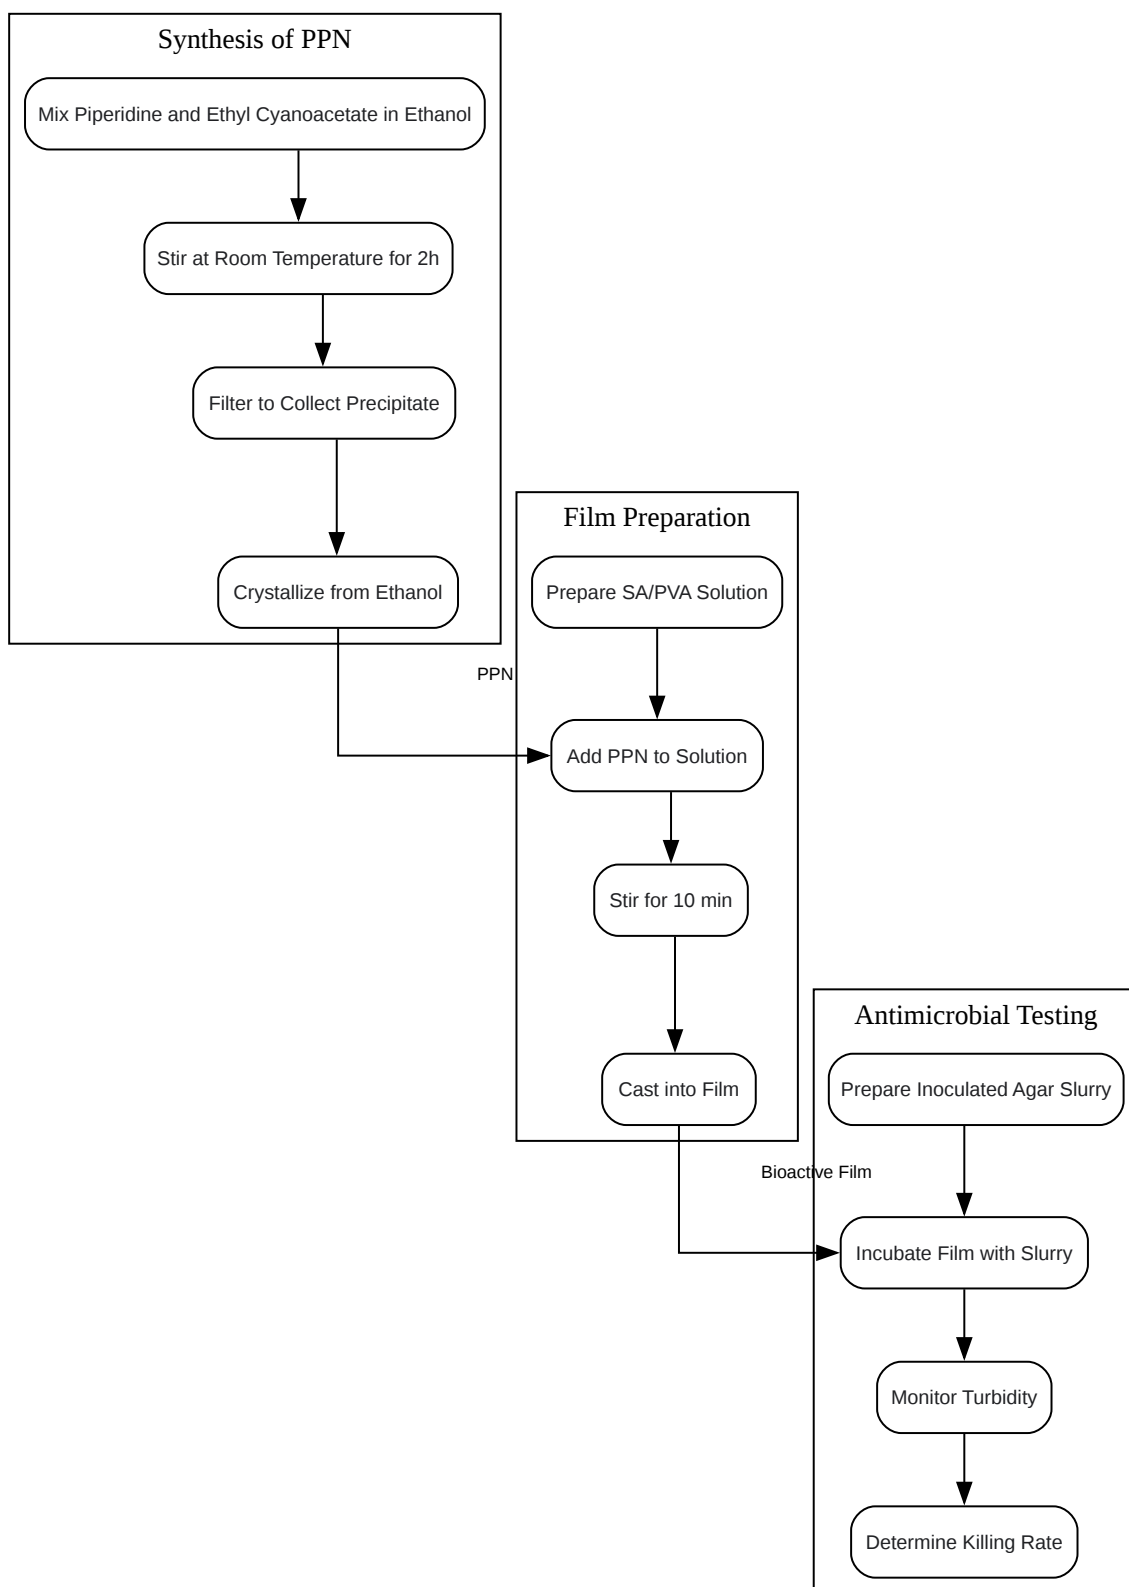 Synthesis of PPN
Mix Piperidine and Ethyl Cyanoacetate in Ethanol
Stir at Room Temperature for 2h
Filter to Collect Precipitate
Crystallize from Ethanol
PPN
Film Preparation
Prepare SA/PVA Solution
Add PPN to Solution
Stir for 10 min
Cast into Film
Bioactive Film
Antimicrobial Testing
Prepare Inoculated Agar Slurry
Incubate Film with Slurry
Monitor Turbidity
Determine Killing Rate